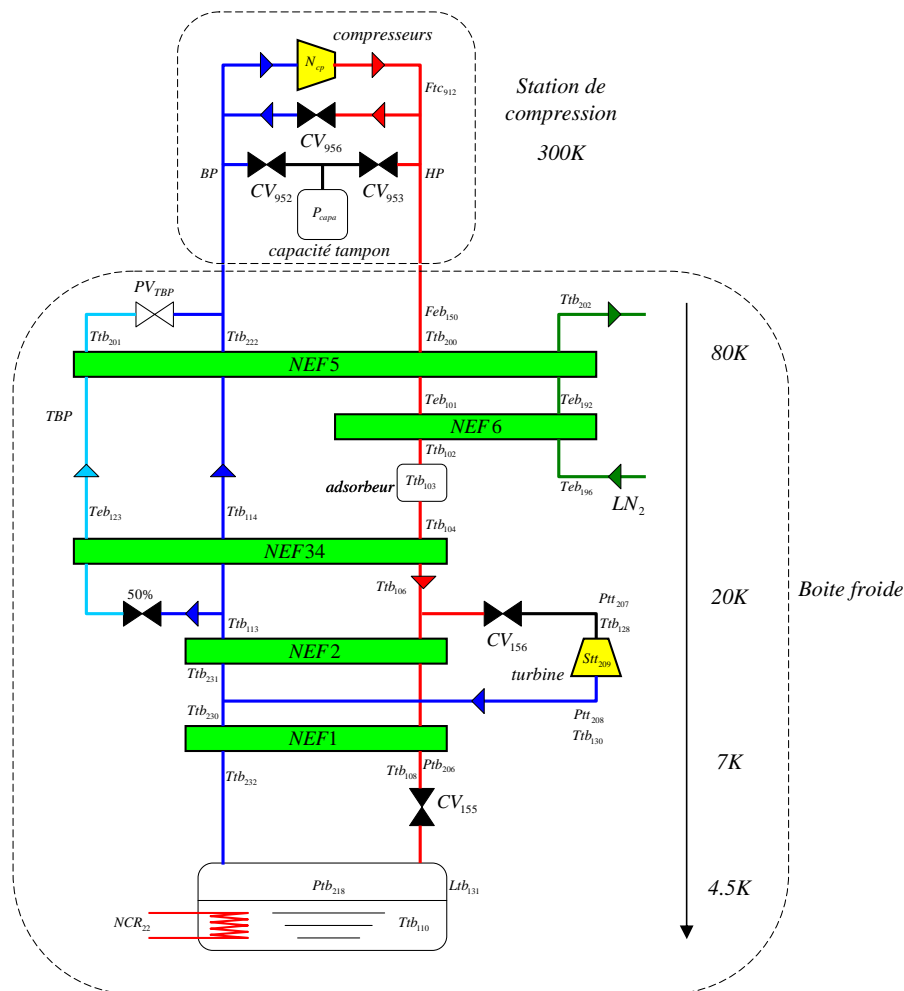 compresseurs
N_cp
Ftc_912
Station de
compression
300K
CV_956
BP
HP
CV_952
CV_953
P_capa
capacité tampon
PV_TBP
Ttb_202
Feb_150
Ttb_201
Ttb_222
Ttb_200
80K
NEF5
TBP
Teb_101
Teb_192
NEF6
Ttb_102
adsorbeur
Ttb_103
Teb_196
LN_2
Teb_123
Ttb_114
Ttb_104
NEF34
Ttb_106
50%
Ptt_207
20K
Boite froide
Ttb_113
CV_156
Ttb_128
NEF2
Stt_209
Ttb_231
turbine
Ttb_230
Ptt_208
Ttb_130
NEF1
Ttb_232
Ttb_108
Ptb_206
7K
CV_155
Ptb_218
Ltb_131
4.5K
NCR_22
Ttb_110